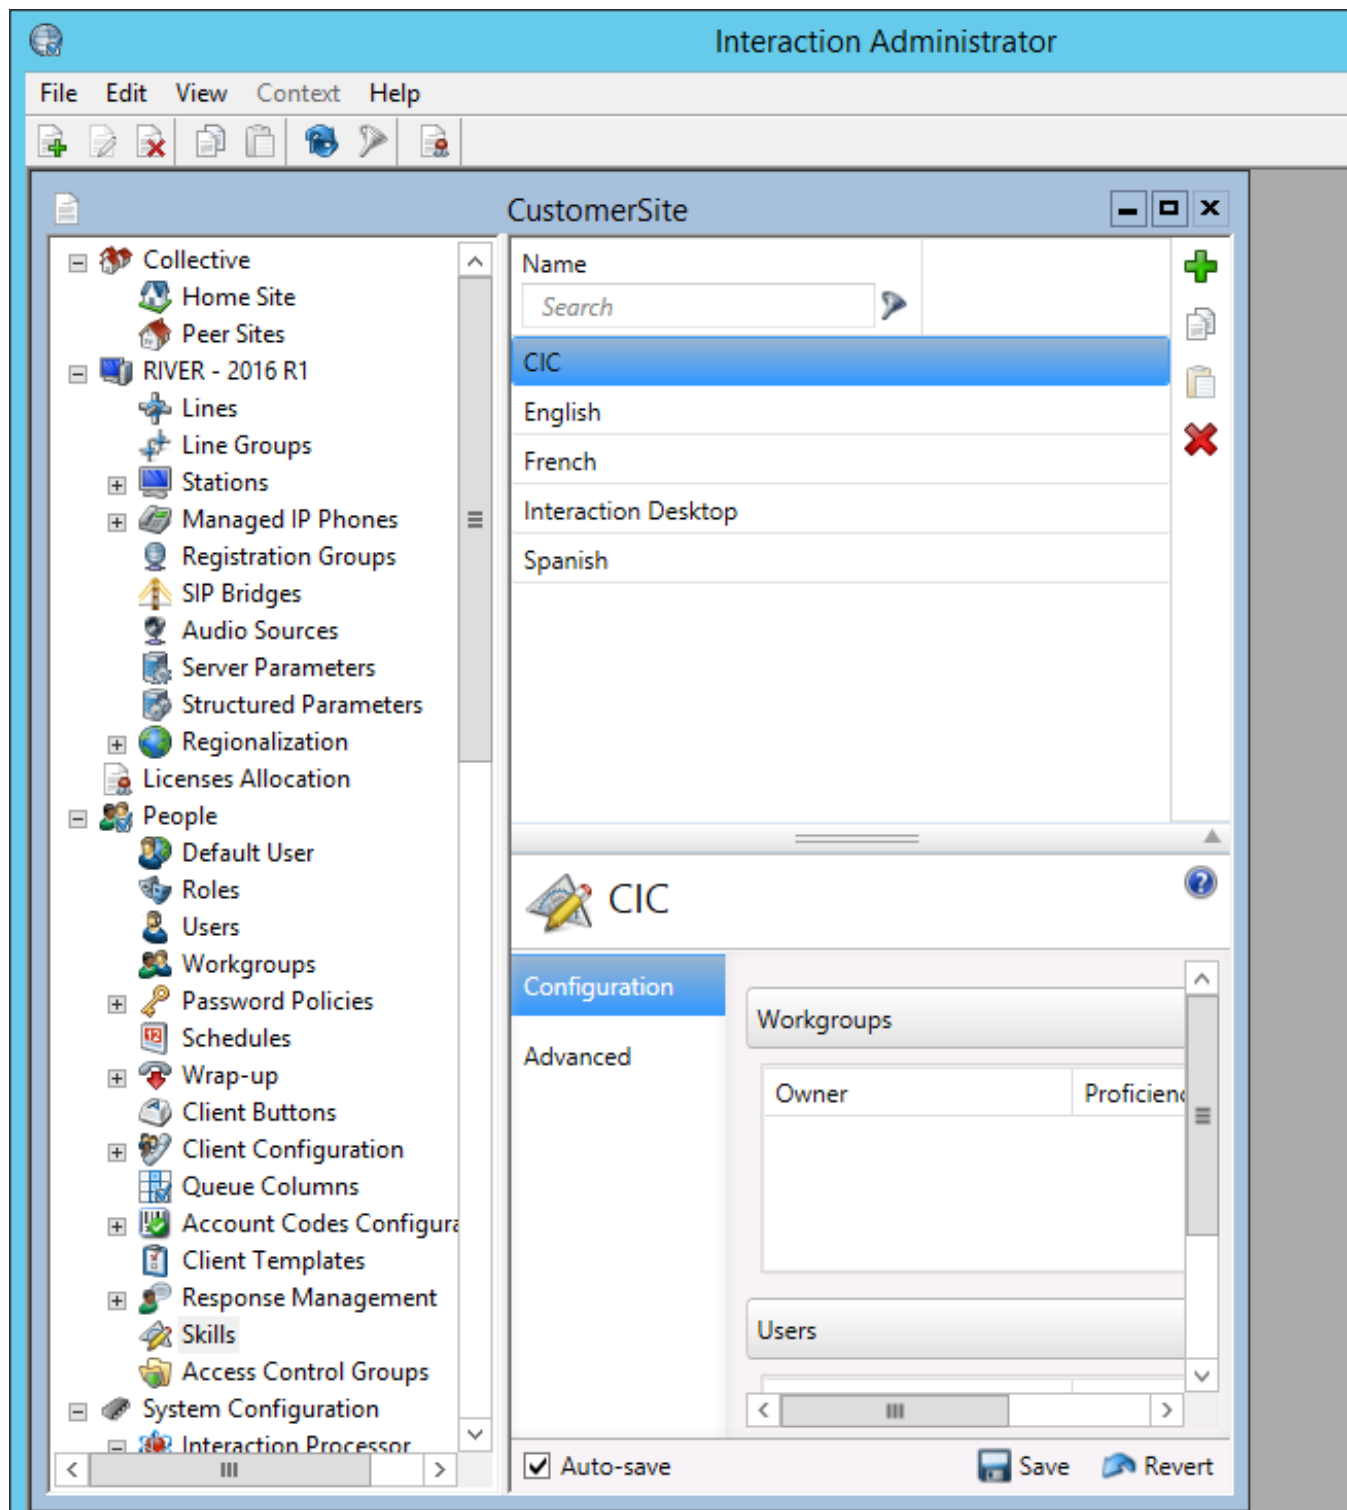 Interaction Administrator
File Edit View Context Help
CustomerSite
Collective
Home Site
Peer Sites
RIVER - 2016 R1
Lines
Line Groups
Stations
Managed IP Phones
Registration Groups
SIP Bridges
Audio Sources
Server Parameters
Structured Parameters
Regionalization
Licenses Allocation
People
Default User
Roles
Users
Workgroups
Password Policies
Schedules
Wrap-up
Client Buttons
Client Configuration
Queue Columns
Account Codes Configura
Client Templates
Response Management
Skills
Access Control Groups
System Configuration
Interaction Processor
Name
Search
CIC
English
French
Interaction Desktop
Spanish
CIC
Configuration
Advanced
Workgroups
Owner Proficienc
Users
Auto-save Save Revert